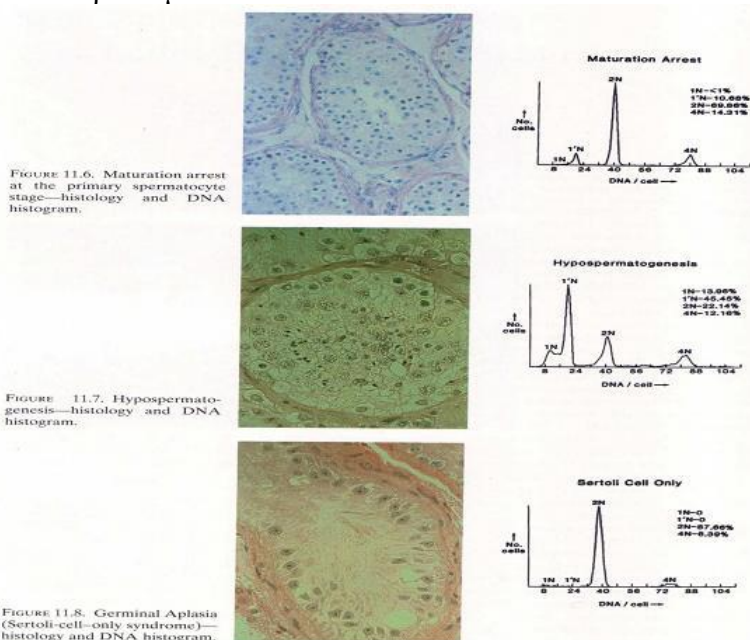 Maturation Arrest
2N
1N-<1%
1'N-10.68%
2N-69.86%
4N-14.31%
No. cells
1N
1'N
4N
8 24 40 56 72 88 104
DNA / cell
FIGURE 11.6. Maturation arrest
at the primary spermatocyte
stage—histology and DNA
histogram.
Hypospermatogenesis
1'N
1N-13.96%
1'N-45.45%
2N-22.14%
4N-12.16%
No. cells
1N
2N
4N
8 24 40 56 72 88 104
DNA / cell
FIGURE 11.7. Hypospermato-
genesis—histology and DNA
histogram.
Sertoli Cell Only
2N
1N-0
1'N-0
2N-87.66%
4N-6.39%
No. cells
1N
1'N
4N
8 24 40 56 72 88 104
DNA / cell
FIGURE 11.8. Germinal Aplasia
(Sertoli-cell–only syndrome)—
histology and DNA histogram.